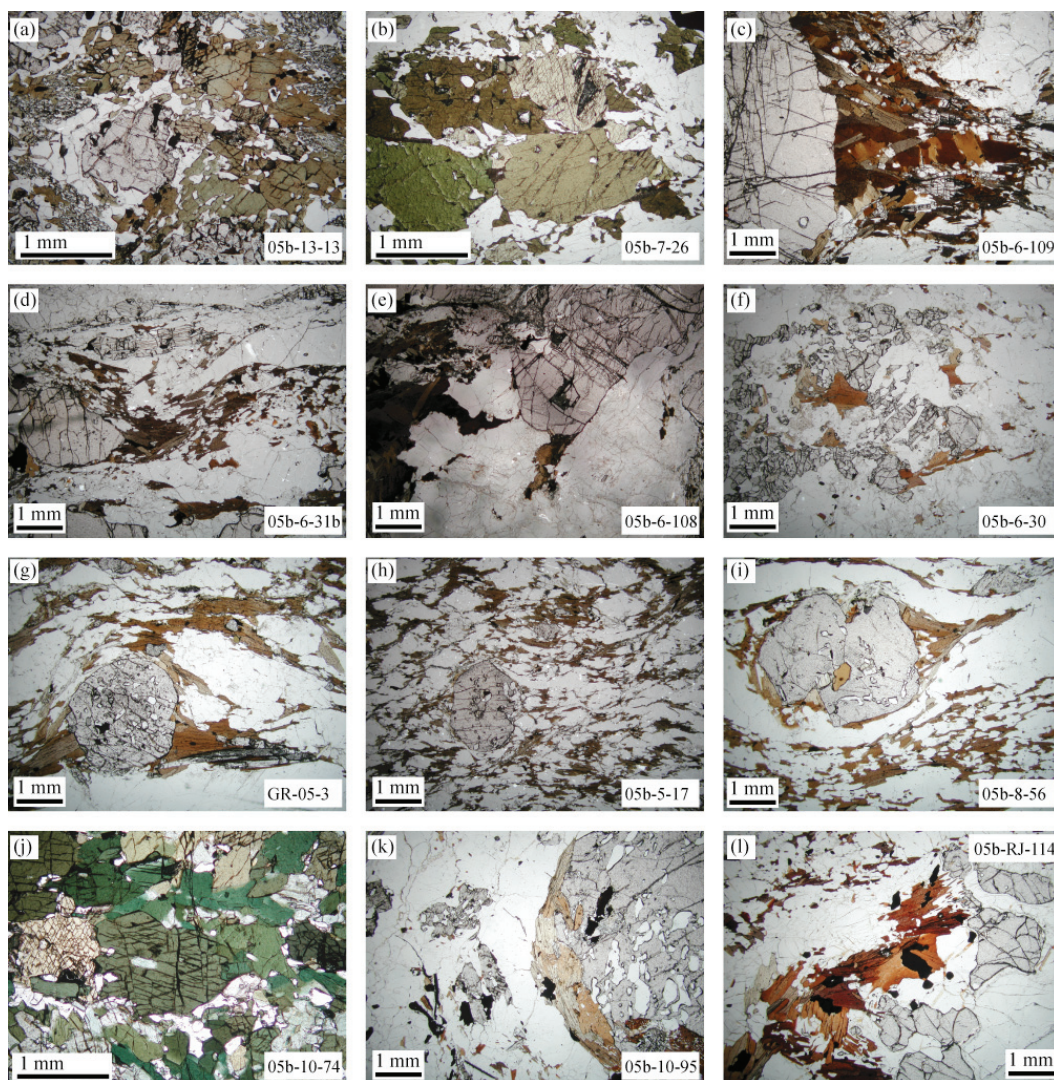 (a)
1 mm
05b-13-13
(b)
1 mm
05b-7-26
(c)
1 mm
05b-6-109
(d)
1 mm
05b-6-31b
(e)
1 mm
05b-6-108
(f)
1 mm
05b-6-30
(g)
1 mm
GR-05-3
(h)
1 mm
05b-5-17
(i)
1 mm
05b-8-56
(j)
1 mm
05b-10-74
(k)
1 mm
05b-10-95
(l)
05b-RJ-114
1 mm